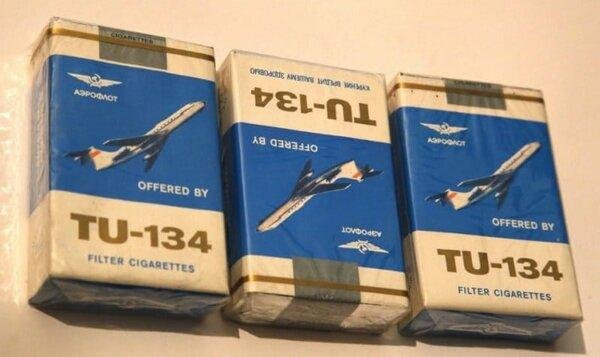 CIGARETTES
АЭРОФЛОТ
OFFERED BY
TU-134
FILTER CIGARETTES
КУРЕНИЕ ВРЕДИТ ВАШЕМУ ЗДОРОВЬЮ
TU-134
OFFERED BY
АЭРОФЛОТ
CIGARETTES
АЭРОФЛОТ
OFFERED BY
TU-134
FILTER CIGARETTES